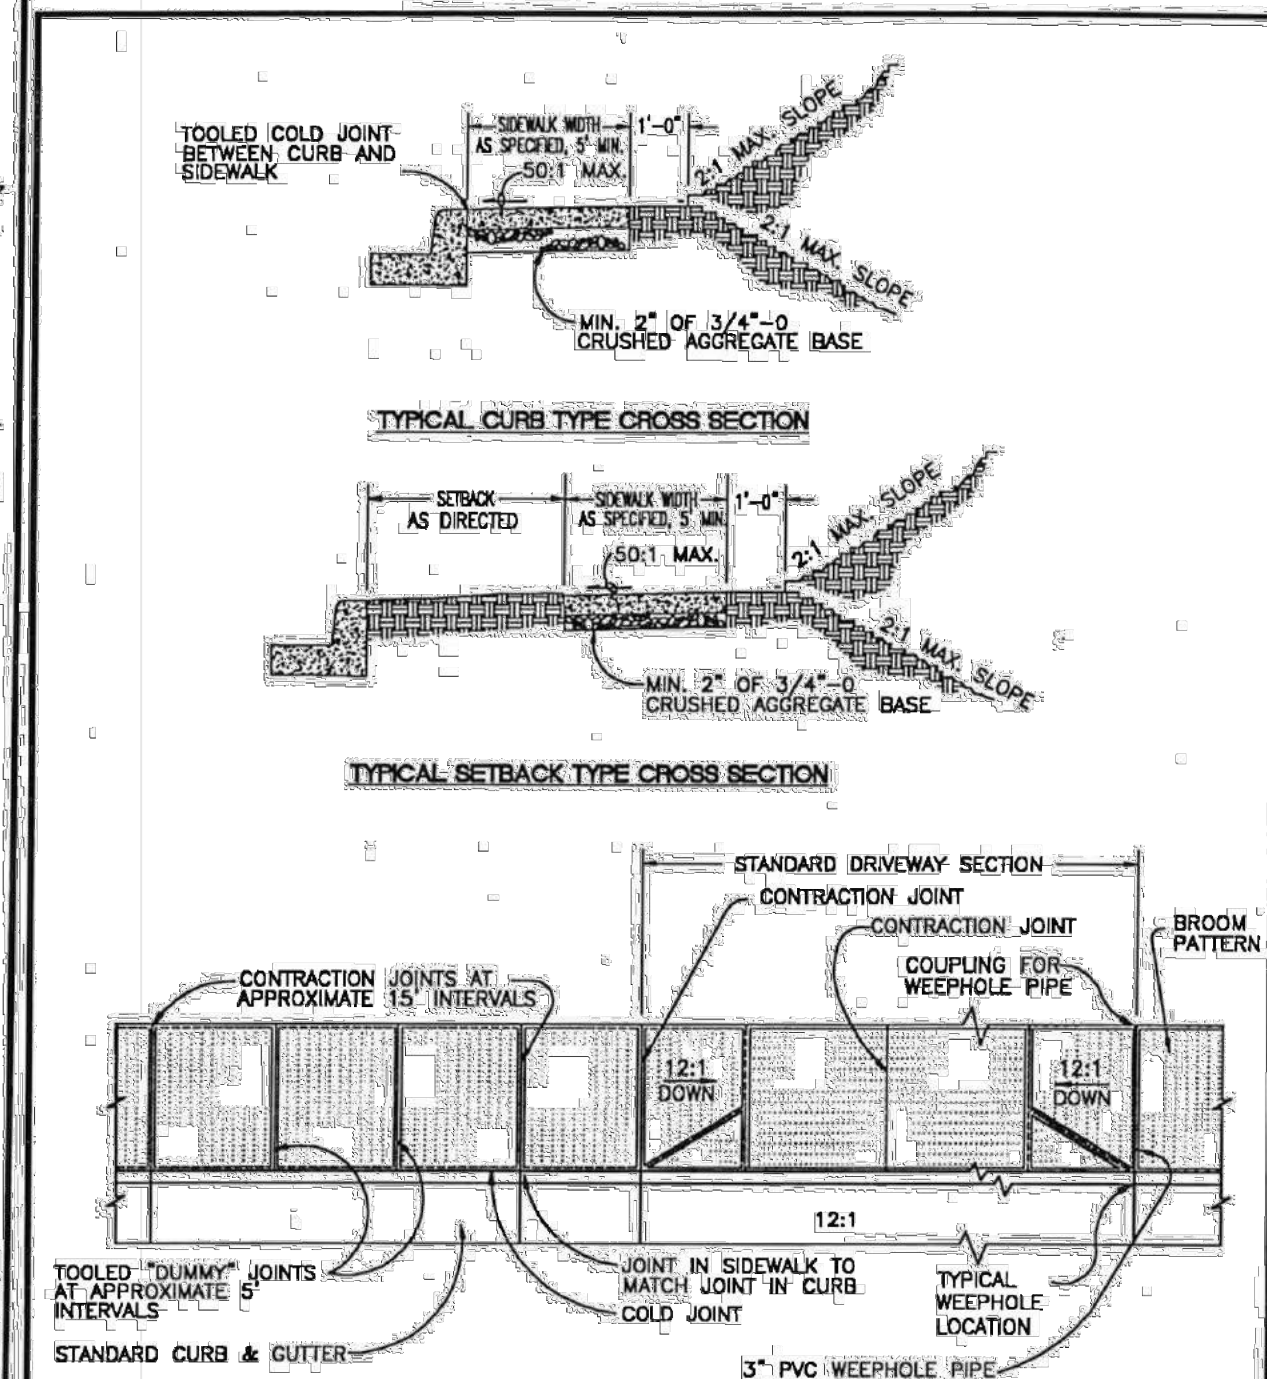 TOOLED COLD JOINT
BETWEEN CURB AND
SIDEWALK
SIDEWALK WIDTH
AS SPECIFIED, 5' MIN.
1'-0"
50:1 MAX.
2:1 MAX. SLOPE
2:1 MAX. SLOPE
MIN. 2" OF 3/4"-0
CRUSHED AGGREGATE BASE
TYPICAL CURB TYPE CROSS SECTION
SETBACK
AS DIRECTED
SIDEWALK WIDTH
AS SPECIFIED, 5' MIN.
1'-0"
50:1 MAX.
2:1 MAX. SLOPE
2:1 MAX. SLOPE
MIN. 2" OF 3/4"-0
CRUSHED AGGREGATE BASE
TYPICAL SETBACK TYPE CROSS SECTION
STANDARD DRIVEWAY SECTION
CONTRACTION JOINT
CONTRACTION JOINT
BROOM
PATTERN
COUPLING FOR
WEEPHOLE PIPE
CONTRACTION JOINTS AT
APPROXIMATE 15' INTERVALS
12:1
DOWN
12:1
DOWN
12:1
TOOLED "DUMMY" JOINTS
AT APPROXIMATE 5'
INTERVALS
JOINT IN SIDEWALK TO
MATCH JOINT IN CURB
COLD JOINT
TYPICAL
WEEPHOLE
LOCATION
STANDARD CURB & GUTTER
3" PVC WEEPHOLE PIPE